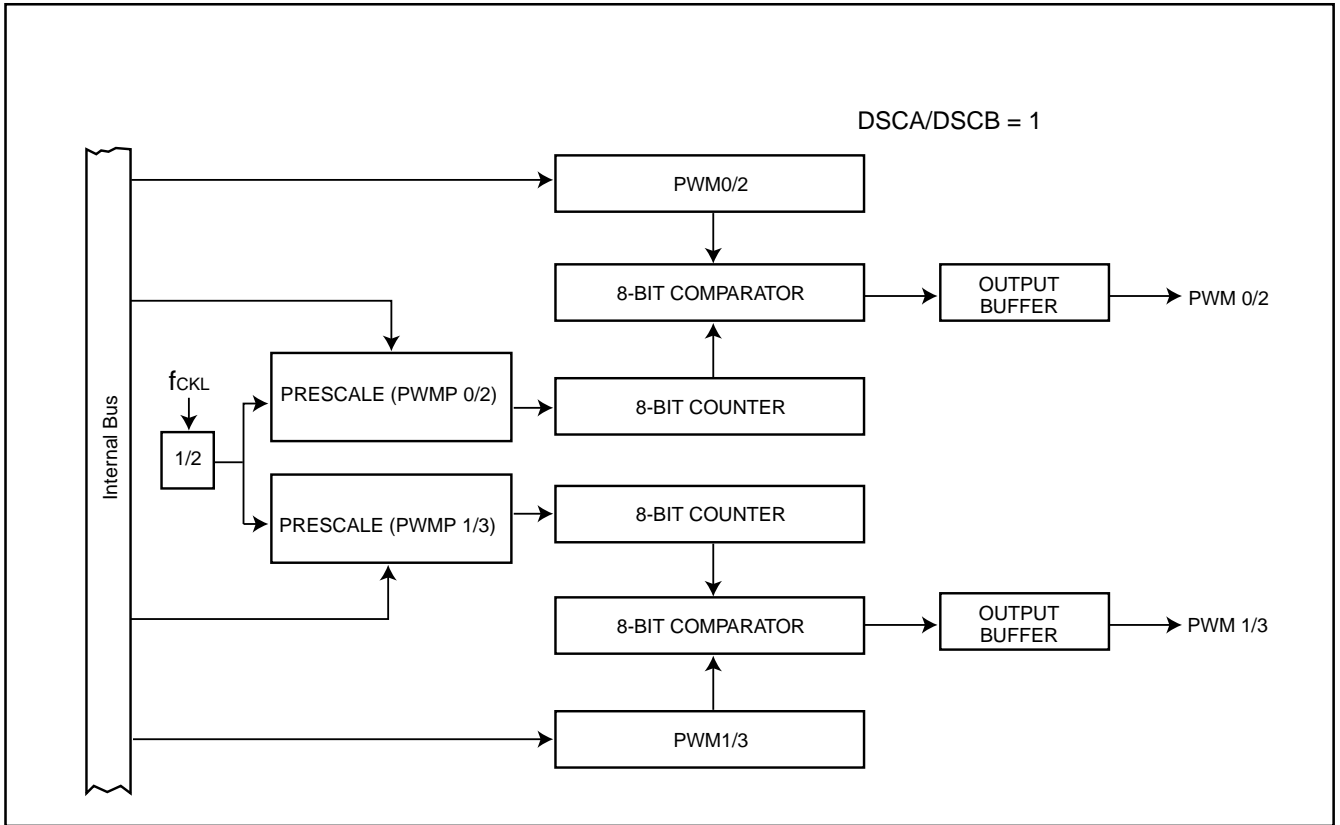 DSCA/DSCB = 1
PWM0/2
8-BIT COMPARATOR
OUTPUT
BUFFER
PWM 0/2
fCKL
PRESCALE (PWMP 0/2)
8-BIT COUNTER
Internal Bus
1/2
PRESCALE (PWMP 1/3)
8-BIT COUNTER
8-BIT COMPARATOR
OUTPUT
BUFFER
PWM 1/3
PWM1/3